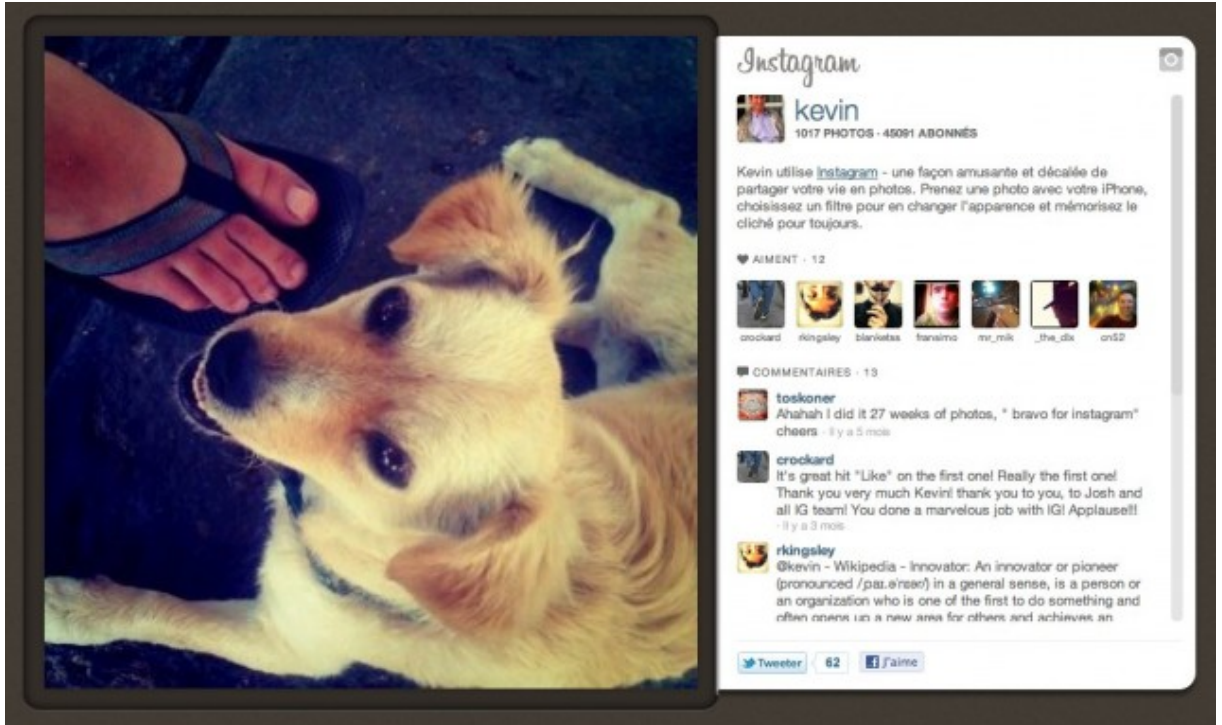 Instagram
kevin
1017 PHOTOS · 45091 ABONNÉS
Kevin utilise Instagram - une façon amusante et décalée de
partager votre vie en photos. Prenez une photo avec votre iPhone,
choisissez un filtre pour en changer l'apparence et mémorisez le
cliché pour toujours.
AIMENT · 12
crockard rkingsley blanketss fransimo mr_mik _the_dix cn52
COMMENTAIRES · 13
toskoner
Ahahah I did it 27 weeks of photos, " bravo for instagram"
cheers · Il y a 5 mois
crockard
It's great hit "Like" on the first one! Really the first one!
Thank you very much Kevin! thank you to you, to Josh and
all IG team! You done a marvelous job with IG! Applause!!!
· Il y a 3 mois
rkingsley
@kevin - Wikipedia - Innovator: An innovator or pioneer
(pronounced in a general sense, is a person or
an organization who is one of the first to do something and
often opens up a new area for others and achieves an
Tweeter 62 J'aime